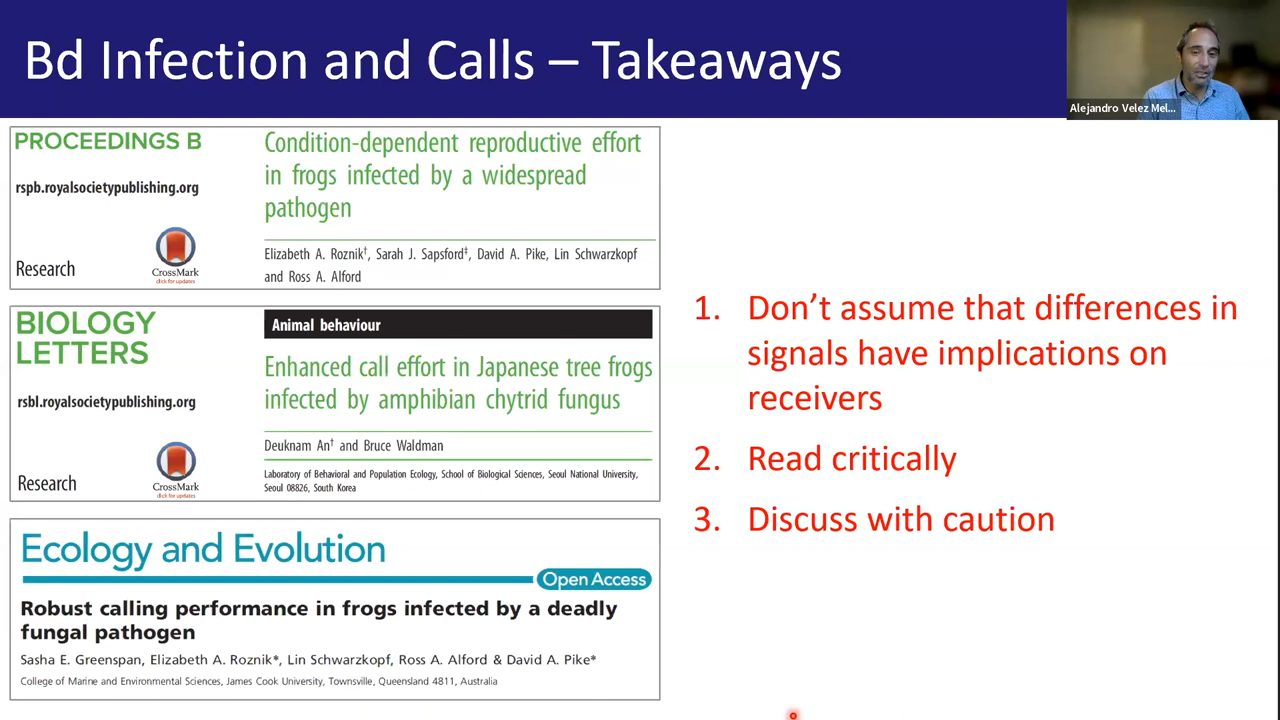 Bd Infection and Calls – Takeaways
Alejandro Velez Mel...
PROCEEDINGS B
rspb.royalsocietypublishing.org
Research
CrossMark
click for updates
Condition-dependent reproductive effort
in frogs infected by a widespread
pathogen
Elizabeth A. Roznik†, Sarah J. Sapsford‡, David A. Pike, Lin Schwarzkopf
and Ross A. Alford
BIOLOGY
LETTERS
rsbl.royalsocietypublishing.org
Research
CrossMark
click for updates
Animal behaviour
Enhanced call effort in Japanese tree frogs
infected by amphibian chytrid fungus
Deuknam An† and Bruce Waldman
Laboratory of Behavioral and Population Ecology, School of Biological Sciences, Seoul National University,
Seoul 08826, South Korea
Ecology and Evolution
Open Access
Robust calling performance in frogs infected by a deadly
fungal pathogen
Sasha E. Greenspan, Elizabeth A. Roznik*, Lin Schwarzkopf, Ross A. Alford & David A. Pike*
College of Marine and Environmental Sciences, James Cook University, Townsville, Queensland 4811, Australia
1. Don’t assume that differences in
signals have implications on
receivers
2. Read critically
3. Discuss with caution